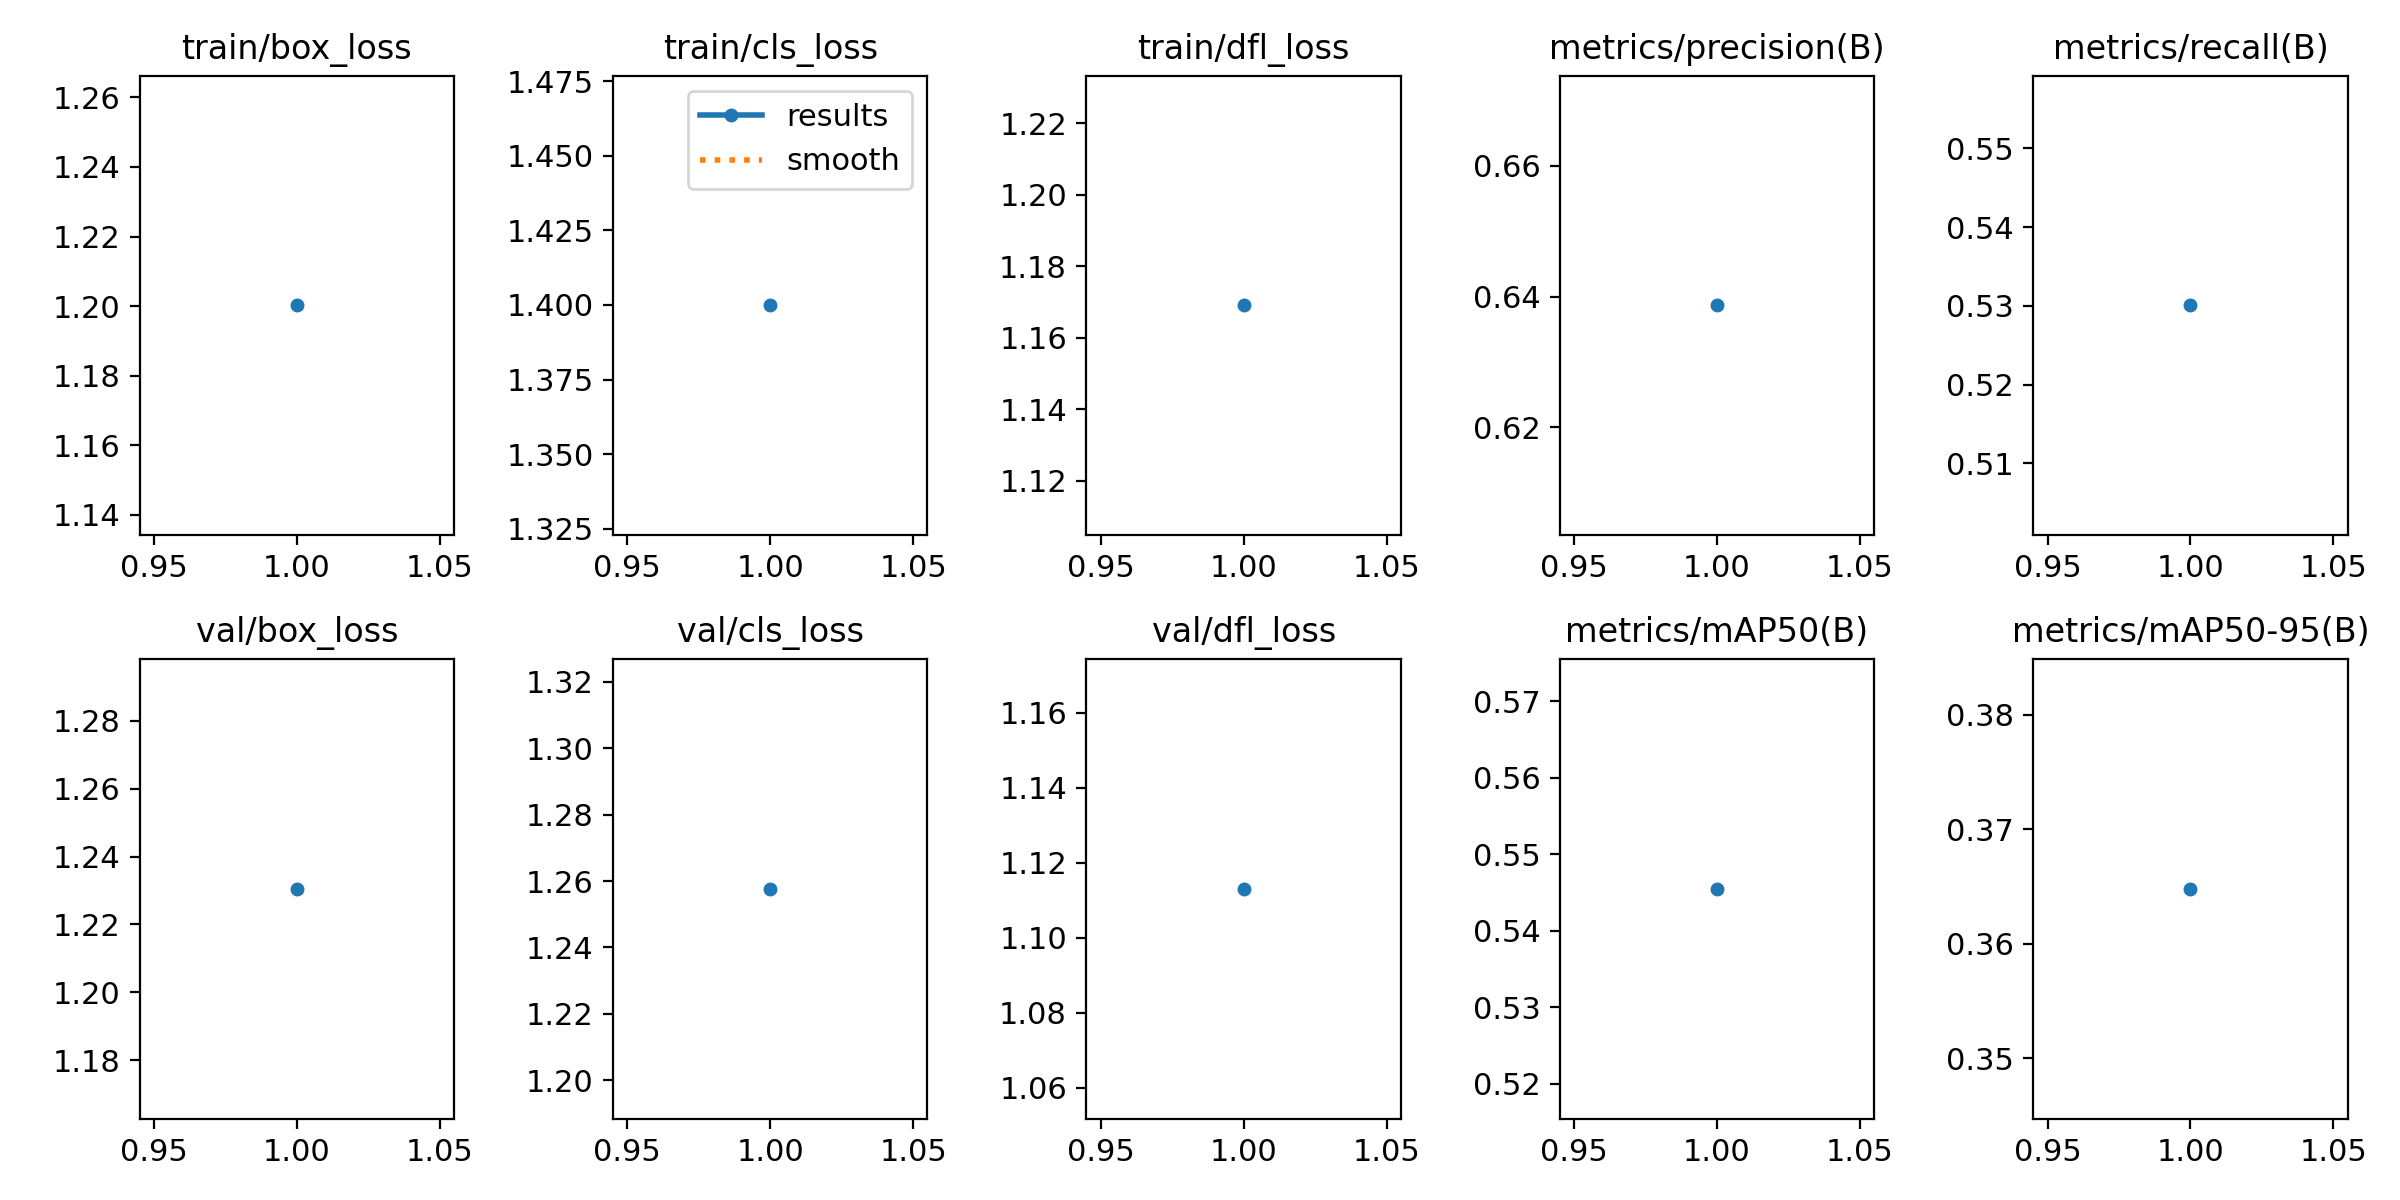 train/box_loss
1.26
1.24
1.22
1.20
1.18
1.16
1.14
0.95 1.00 1.05
train/cls_loss
results
smooth
1.475
1.450
1.425
1.400
1.375
1.350
1.325
0.95 1.00 1.05
train/dfl_loss
1.22
1.20
1.18
1.16
1.14
1.12
0.95 1.00 1.05
metrics/precision(B)
0.66
0.64
0.62
0.95 1.00 1.05
metrics/recall(B)
0.55
0.54
0.53
0.52
0.51
0.95 1.00 1.05
val/box_loss
1.28
1.26
1.24
1.22
1.20
1.18
0.95 1.00 1.05
val/cls_loss
1.32
1.30
1.28
1.26
1.24
1.22
1.20
0.95 1.00 1.05
val/dfl_loss
1.16
1.14
1.12
1.10
1.08
1.06
0.95 1.00 1.05
metrics/mAP50(B)
0.57
0.56
0.55
0.54
0.53
0.52
0.95 1.00 1.05
metrics/mAP50-95(B)
0.38
0.37
0.36
0.35
0.95 1.00 1.05